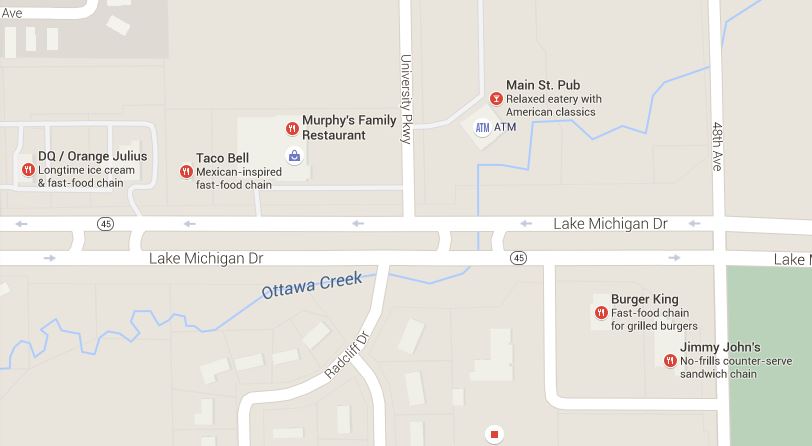 Ave
University Pkwy
48th Ave
Main St. Pub
Relaxed eatery with
American classics
ATM ATM
Murphy's Family
Restaurant
DQ / Orange Julius
Longtime ice cream
& fast-food chain
Taco Bell
Mexican-inspired
fast-food chain
45
Lake Michigan Dr
Lake Michigan Dr
45
Lake M
Ottawa Creek
Radcliff Dr
Burger King
Fast-food chain
for grilled burgers
Jimmy John's
No-frills counter-serve
sandwich chain